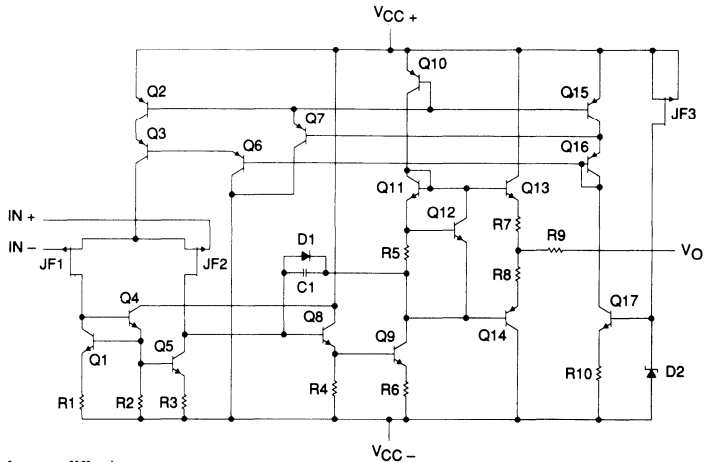 VCC +
Q10
Q2
Q7
Q15
JF3
Q3
Q6
Q16
Q11
Q13
Q12
IN +
R7
R9
IN −
D1
R5
VO
JF1
JF2
R8
C1
Q4
Q8
Q17
Q5
Q9
Q14
Q1
D2
R10
R1
R2
R3
R4
R6
VCC −